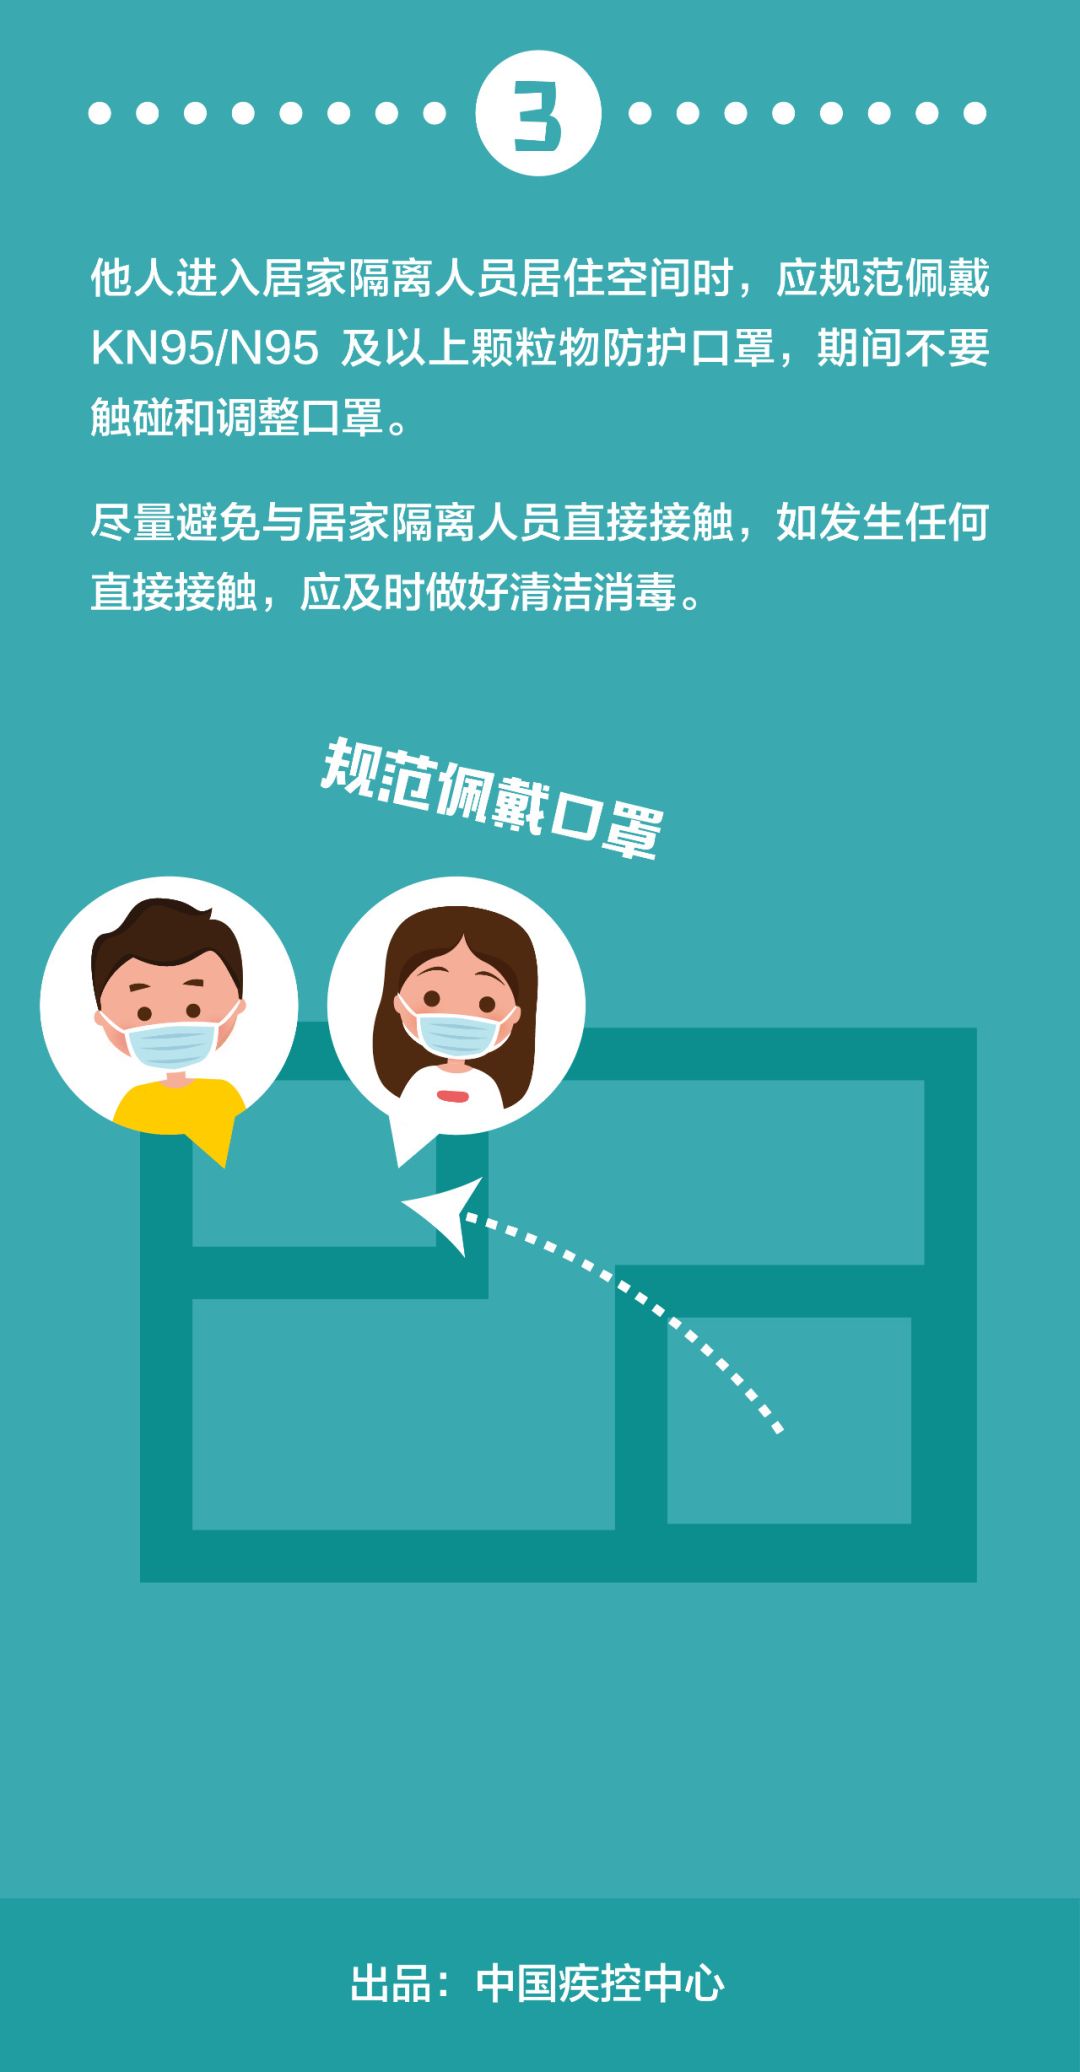 3
他人进入居家隔离人员居住空间时，应规范佩戴
KN95/N95 及以上颗粒物防护口罩，期间不要
触碰和调整口罩。
尽量避免与居家隔离人员直接接触，如发生任何
直接接触，应及时做好清洁消毒。
规范佩戴口罩
出品：中国疾控中心